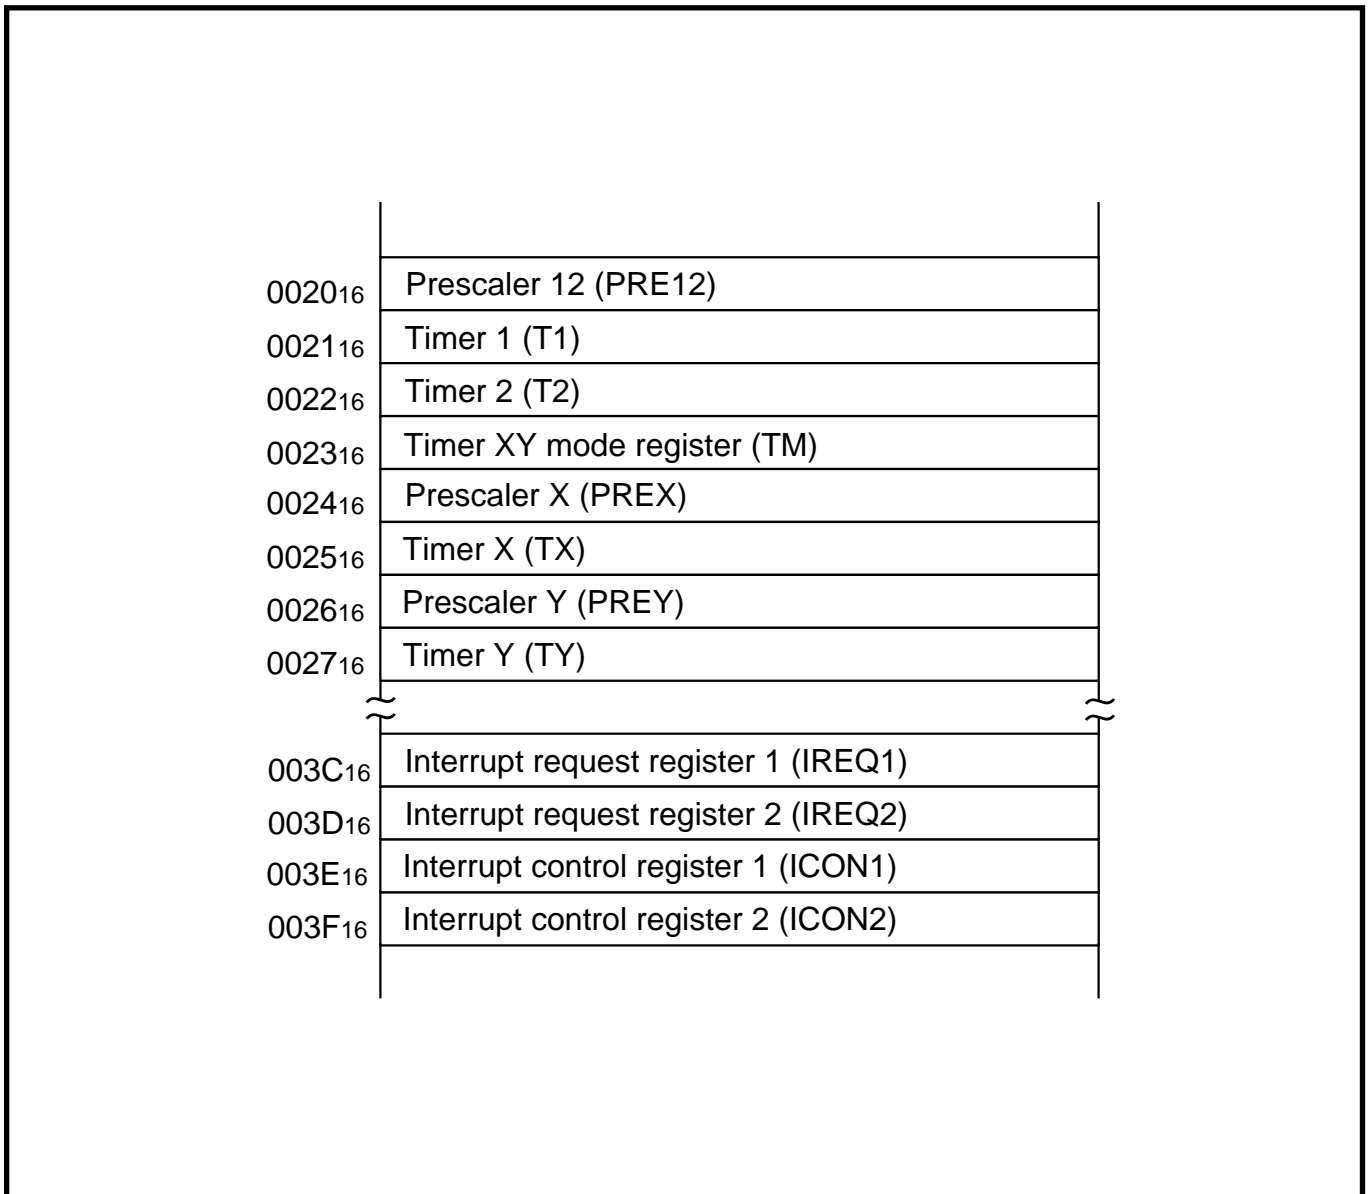 0020₁₆ Prescaler 12 (PRE12)
0021₁₆ Timer 1 (T1)
0022₁₆ Timer 2 (T2)
0023₁₆ Timer XY mode register (TM)
0024₁₆ Prescaler X (PREX)
0025₁₆ Timer X (TX)
0026₁₆ Prescaler Y (PREY)
0027₁₆ Timer Y (TY)
003C₁₆ Interrupt request register 1 (IREQ1)
003D₁₆ Interrupt request register 2 (IREQ2)
003E₁₆ Interrupt control register 1 (ICON1)
003F₁₆ Interrupt control register 2 (ICON2)